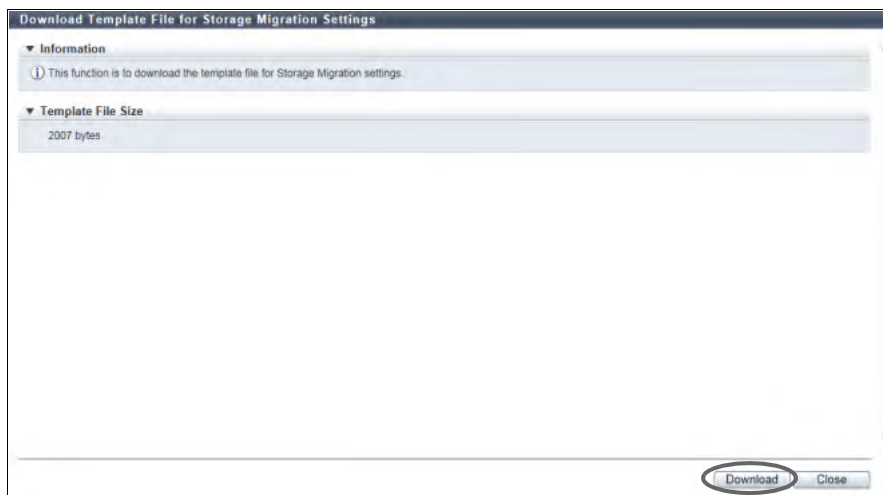 Download Template File for Storage Migration Settings
Information
This function is to download the template file for Storage Migration settings.
Template File Size
2007 bytes
Download Close